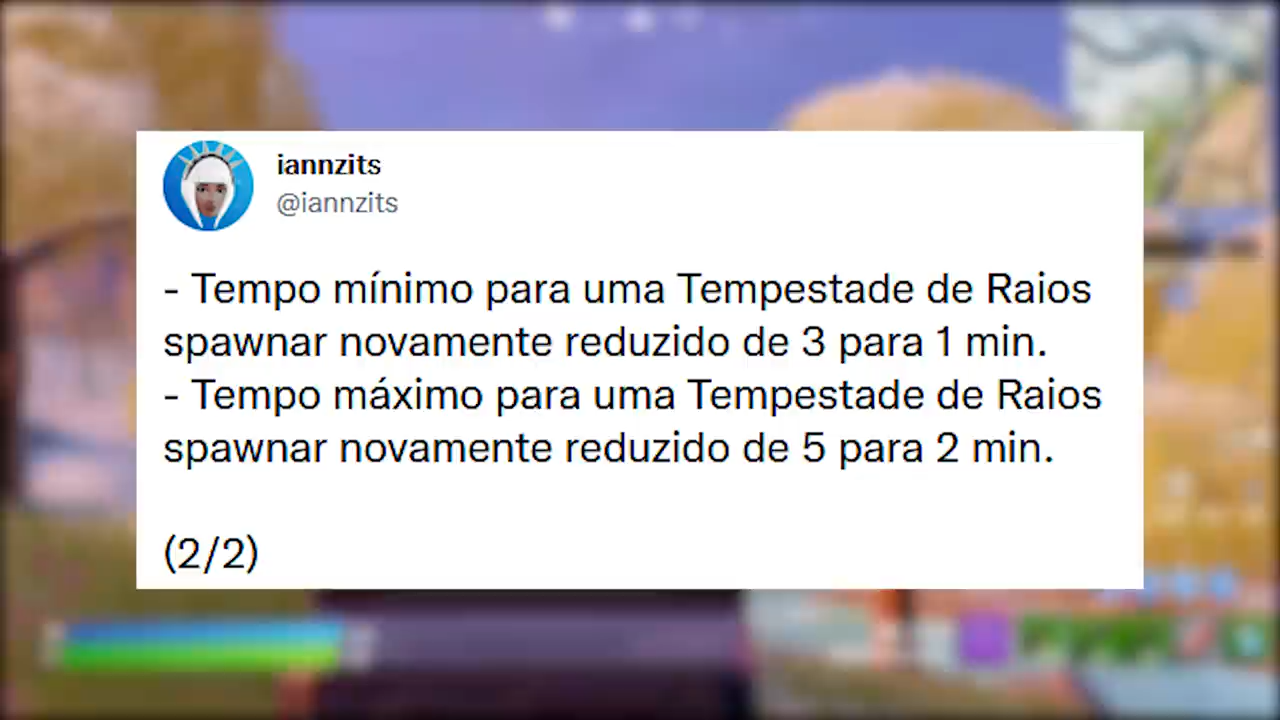 iannzits
@iannzits
- Tempo mínimo para uma Tempestade de Raios
spawnar novamente reduzido de 3 para 1 min.
- Tempo máximo para uma Tempestade de Raios
spawnar novamente reduzido de 5 para 2 min.
(2/2)